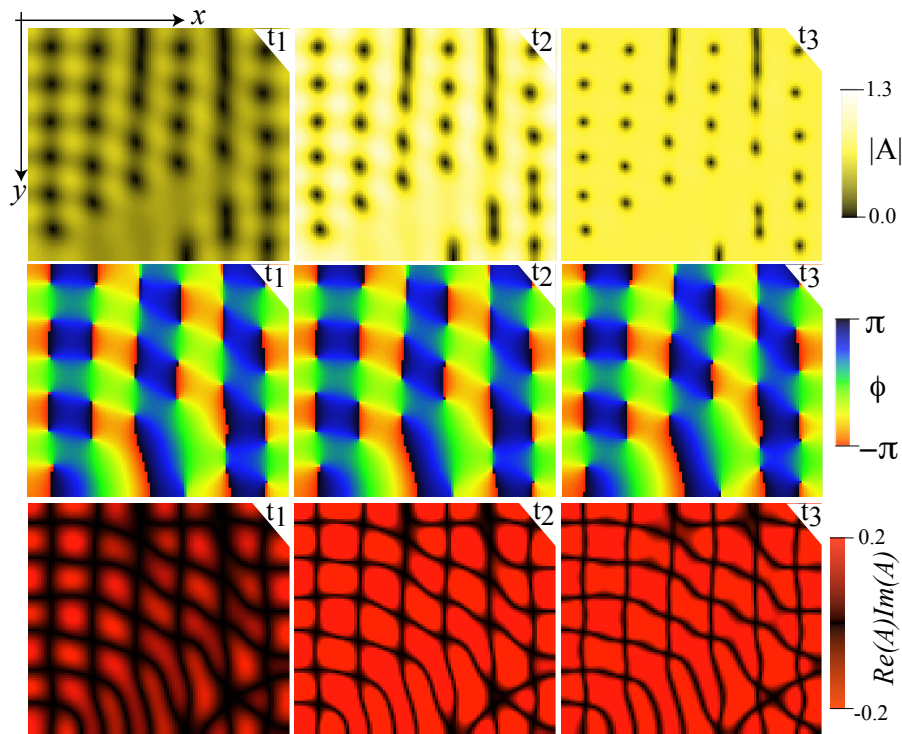 x
y
t1
t2
t3
1.3
|A|
0.0
t1
t2
t3
π
ϕ
−π
t1
t2
t3
0.2
Re(A)Im(A)
-0.2